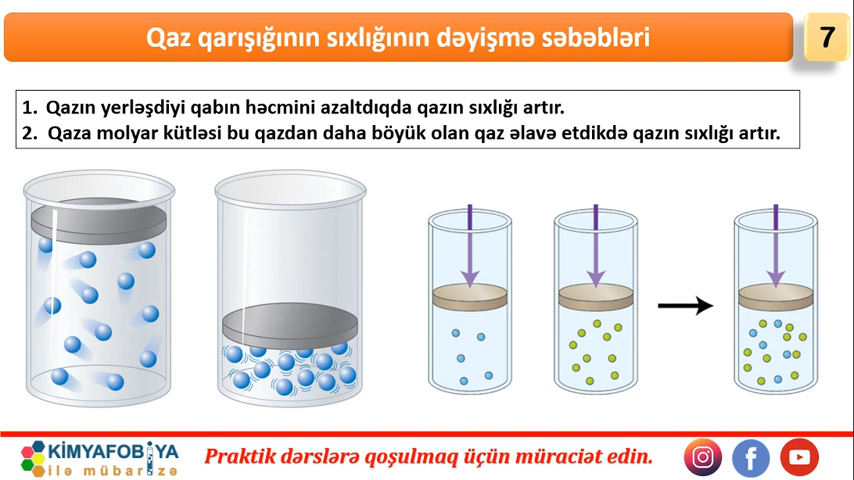 Qaz qarışığının sıxlığının dəyişmə səbəbləri
7
1. Qazın yerləşdiyi qabın həcmini azaltdıqda qazın sıxlığı artır.
2. Qaza molyar kütləsi bu qazdan daha böyük olan qaz əlavə etdikdə qazın sıxlığı artır.
KİMYAFOBİYA
ilə mübarizə
Praktik dərslərə qoşulmaq üçün müraciət edin.